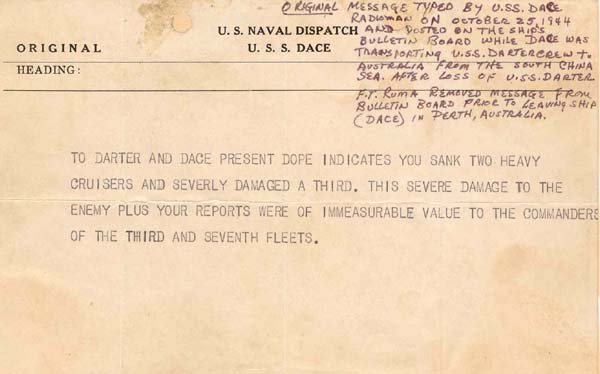 ORIGINAL MESSAGE TYPED BY U.S.S. DACE
RADIOMAN ON OCTOBER 25, 1944
AND POSTED ON THE SHIP'S
BULLETIN BOARD WHILE DACE WAS
TRANSPORTING U.S.S. DARTER CREW T.
AUSTRALIA FROM THE SOUTH CHINA
SEA. AFTER LOSS OF U.S.S. DARTER
F.T. RUMA REMOVED MESSAGE FROM
BULLETIN BOARD PRIOR TO LEAVING SHIP
(DACE) IN PERTH, AUSTRALIA.
U. S. NAVAL DISPATCH
ORIGINAL U. S. S. DACE
HEADING:
TO DARTER AND DACE PRESENT DOPE INDICATES YOU SANK TWO HEAVY
CRUISERS AND SEVERLY DAMAGED A THIRD. THIS SEVERE DAMAGE TO THE
ENEMY PLUS YOUR REPORTS WERE OF IMMEASURABLE VALUE TO THE COMMANDERS
OF THE THIRD AND SEVENTH FLEETS.